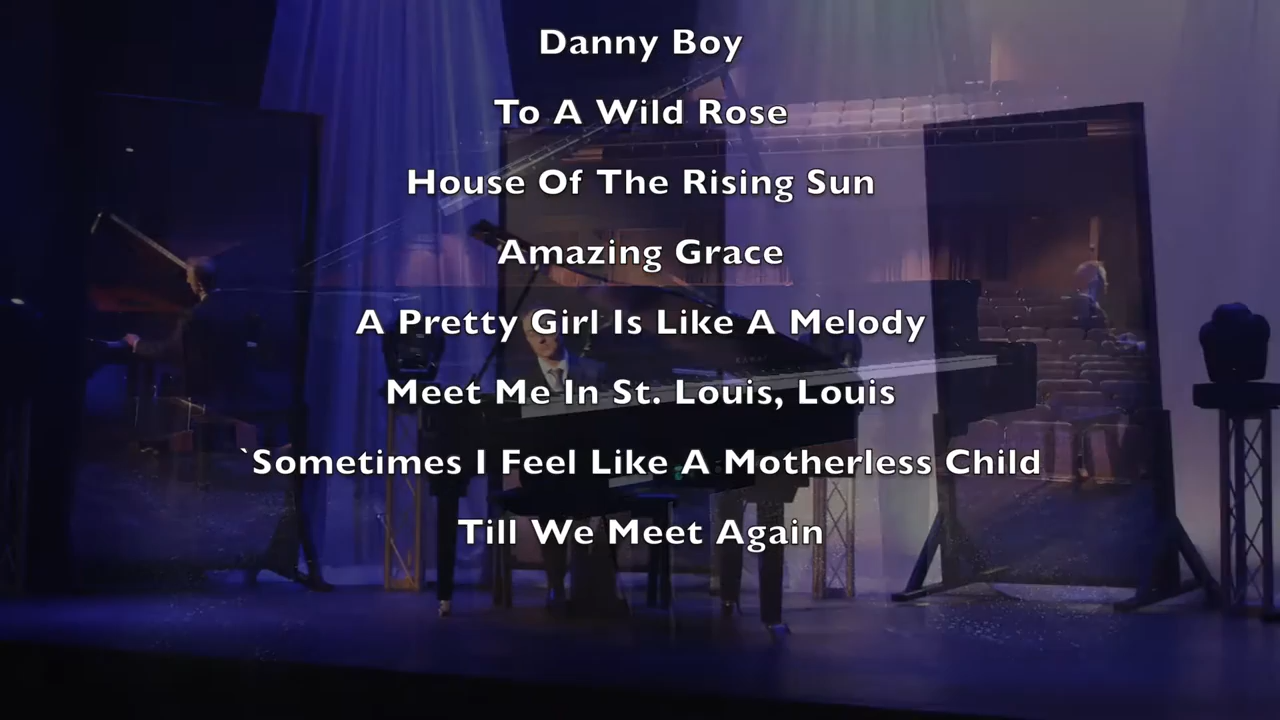 Danny Boy
To A Wild Rose
House Of The Rising Sun
Amazing Grace
A Pretty Girl Is Like A Melody
Meet Me In St. Louis, Louis
`Sometimes I Feel Like A Motherless Child
Till We Meet Again